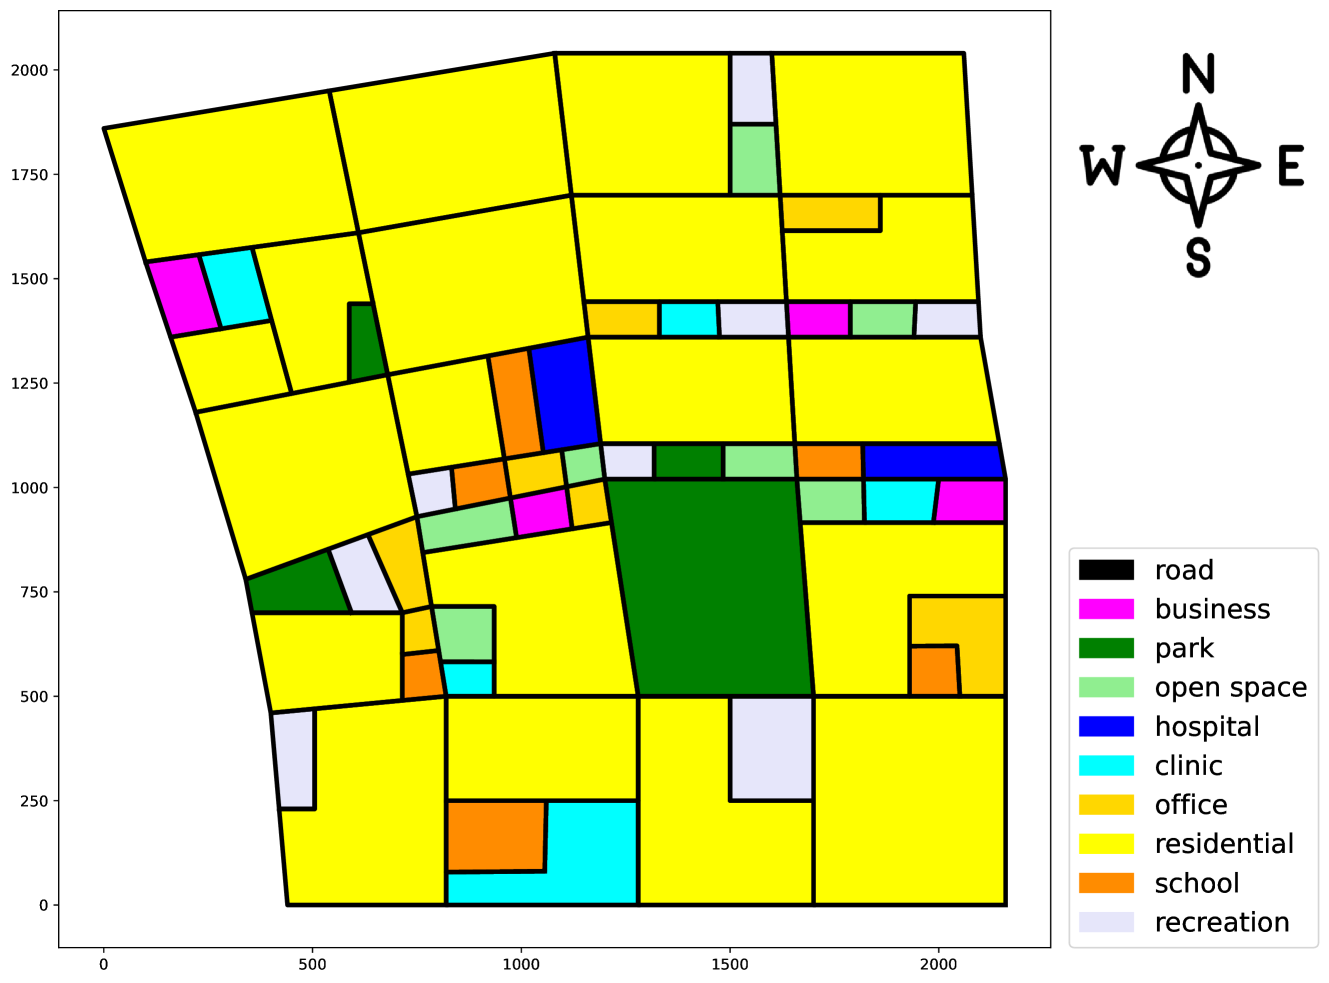 2000
1750
1500
1250
1000
750
500
250
0
0 500 1000 1500 2000
N
W E
S
road
business
park
open space
hospital
clinic
office
residential
school
recreation